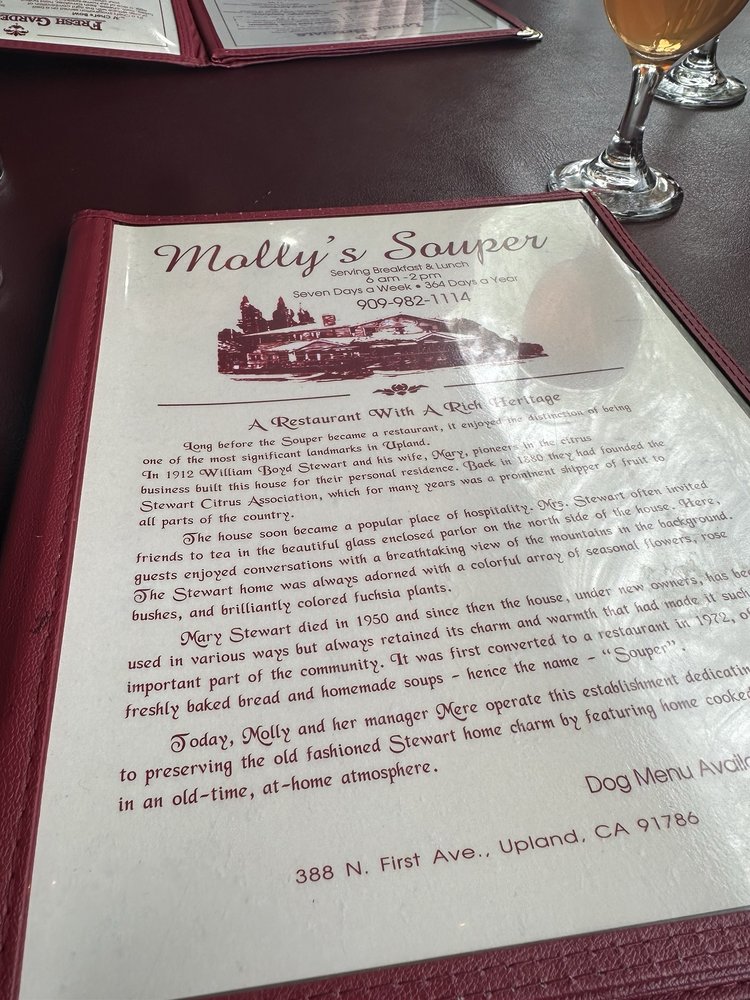 FRESH GARDE
Molly's Souper
Serving Breakfast & Lunch
6 am - 2 pm
Seven Days a Week • 364 Days a Year
909-982-1114
A Restaurant With A Rich Heritage
Long before the Souper became a restaurant, it enjoyed the distinction of being
one of the most significant landmarks in Upland.
In 1912 William Boyd Stewart and his wife, Mary, pioneers in the citrus
business built this house for their personal residence. Back in 1880 they had founded the
Stewart Citrus Association, which for many years was a prominent shipper of fruit to
all parts of the country.
The house soon became a popular place of hospitality. Mrs. Stewart often invited
friends to tea in the beautiful glass enclosed parlor on the north side of the house. Here,
guests enjoyed conversations with a breathtaking view of the mountains in the background.
The Stewart home was always adorned with a colorful array of seasonal flowers, rose
bushes, and brilliantly colored fuchsia plants.
Mary Stewart died in 1950 and since then the house, under new owners, has bee
used in various ways but always retained its charm and warmth that had made it such
important part of the community. It was first converted to a restaurant in 1972, o
freshly baked bread and homemade soups - hence the name - "Souper".
Today, Molly and her manager Mere operate this establishment dedicatin
to preserving the old fashioned Stewart home charm by featuring home cooke
in an old-time, at-home atmosphere.
Dog Menu Availa
388 N. First Ave., Upland, CA 91786